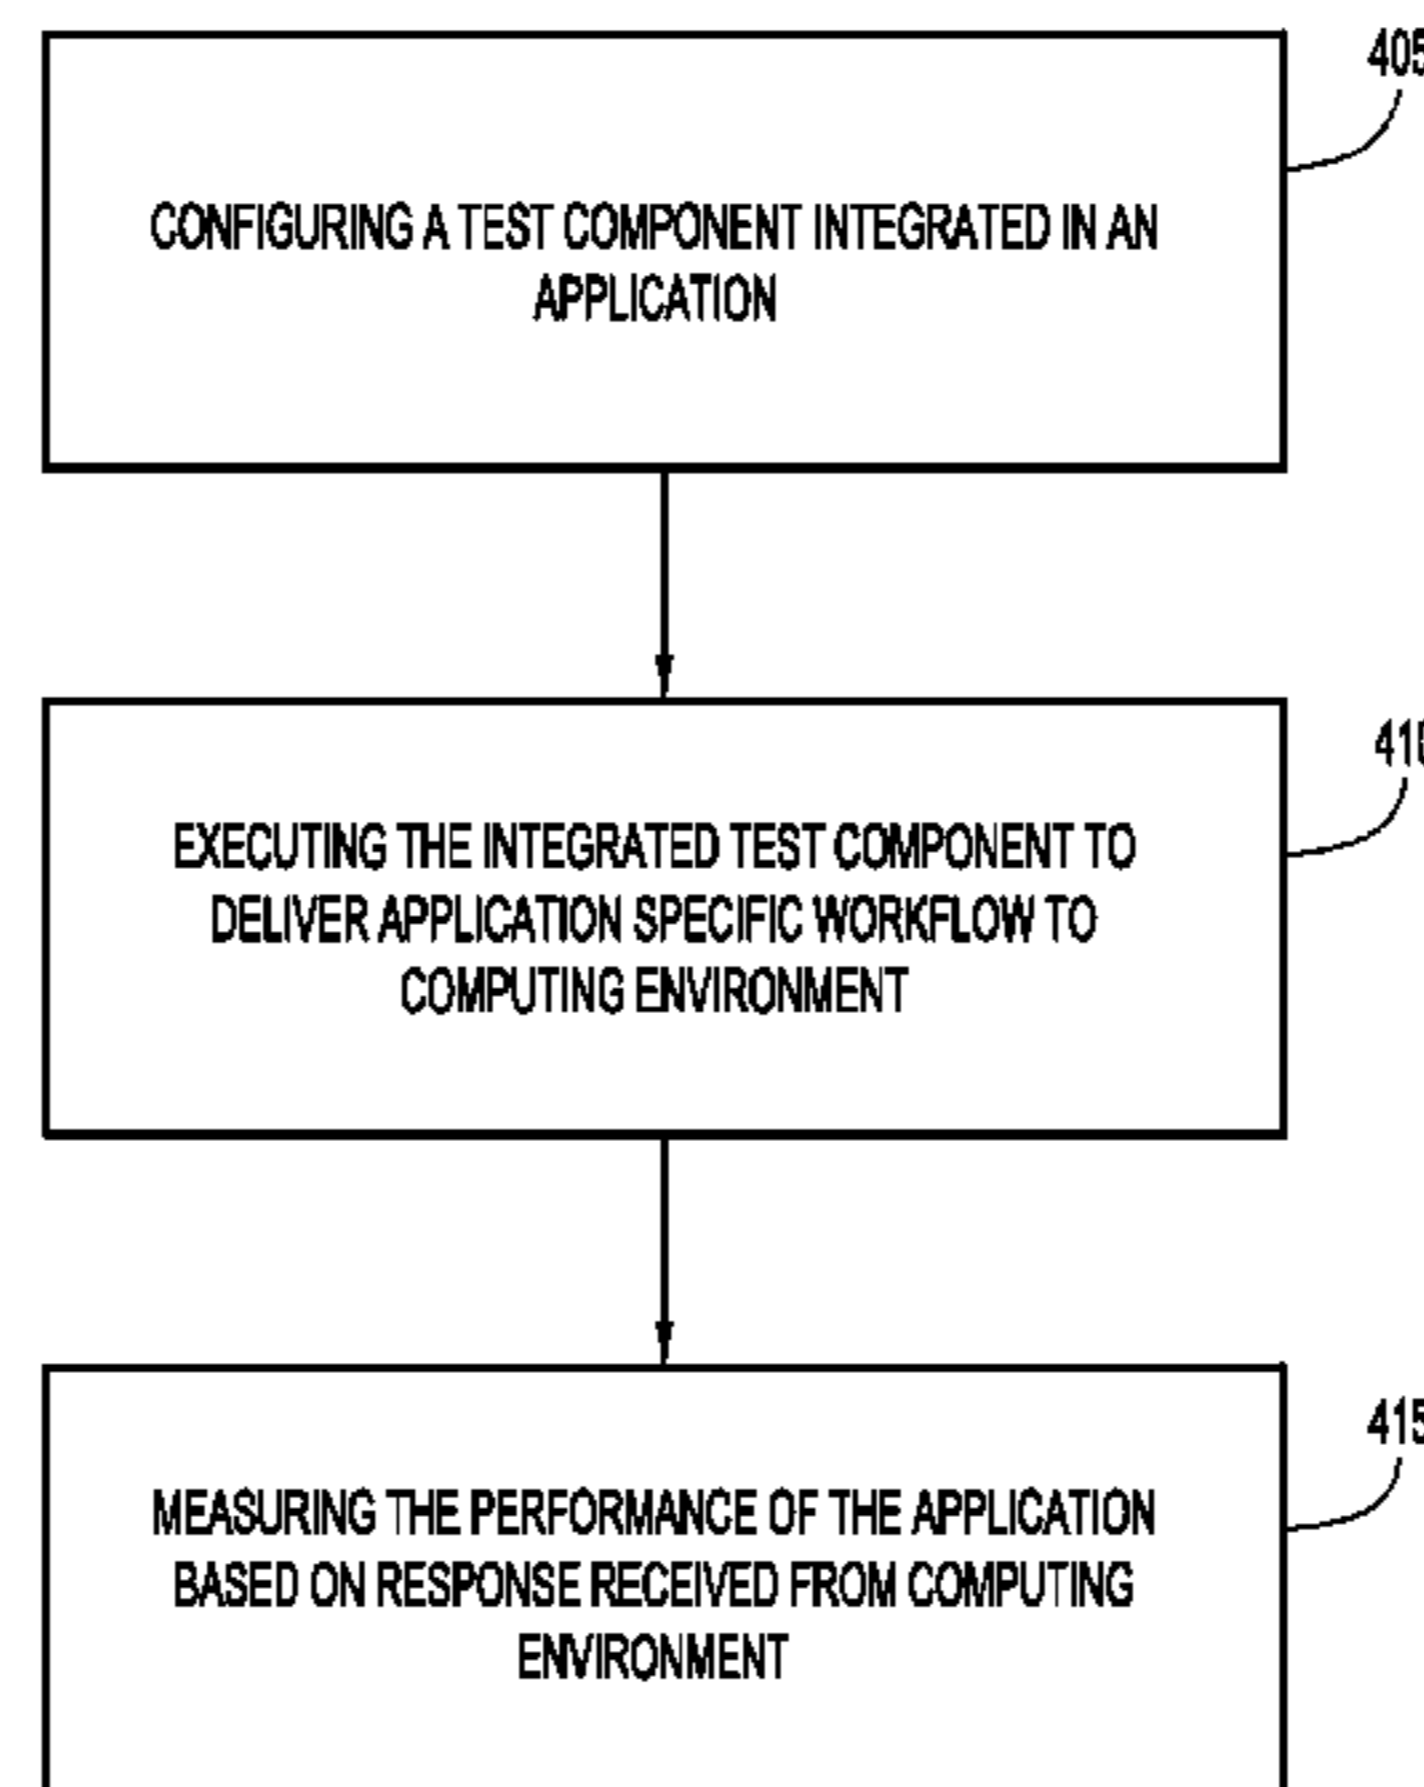 405
CONFIGURING A TEST COMPONENT INTEGRATED IN AN
APPLICATION
EXECUTING THE INTEGRATED TEST COMPONENT TO
DELIVER APPLICATION SPECIFIC WORKFLOW TO
COMPUTING ENVIRONMENT
415
MEASURING THE PERFORMANCE OF THE APPLICATION
BASED ON RESPONSE RECEIVED FROM COMPUTING
ENVIRONMENT